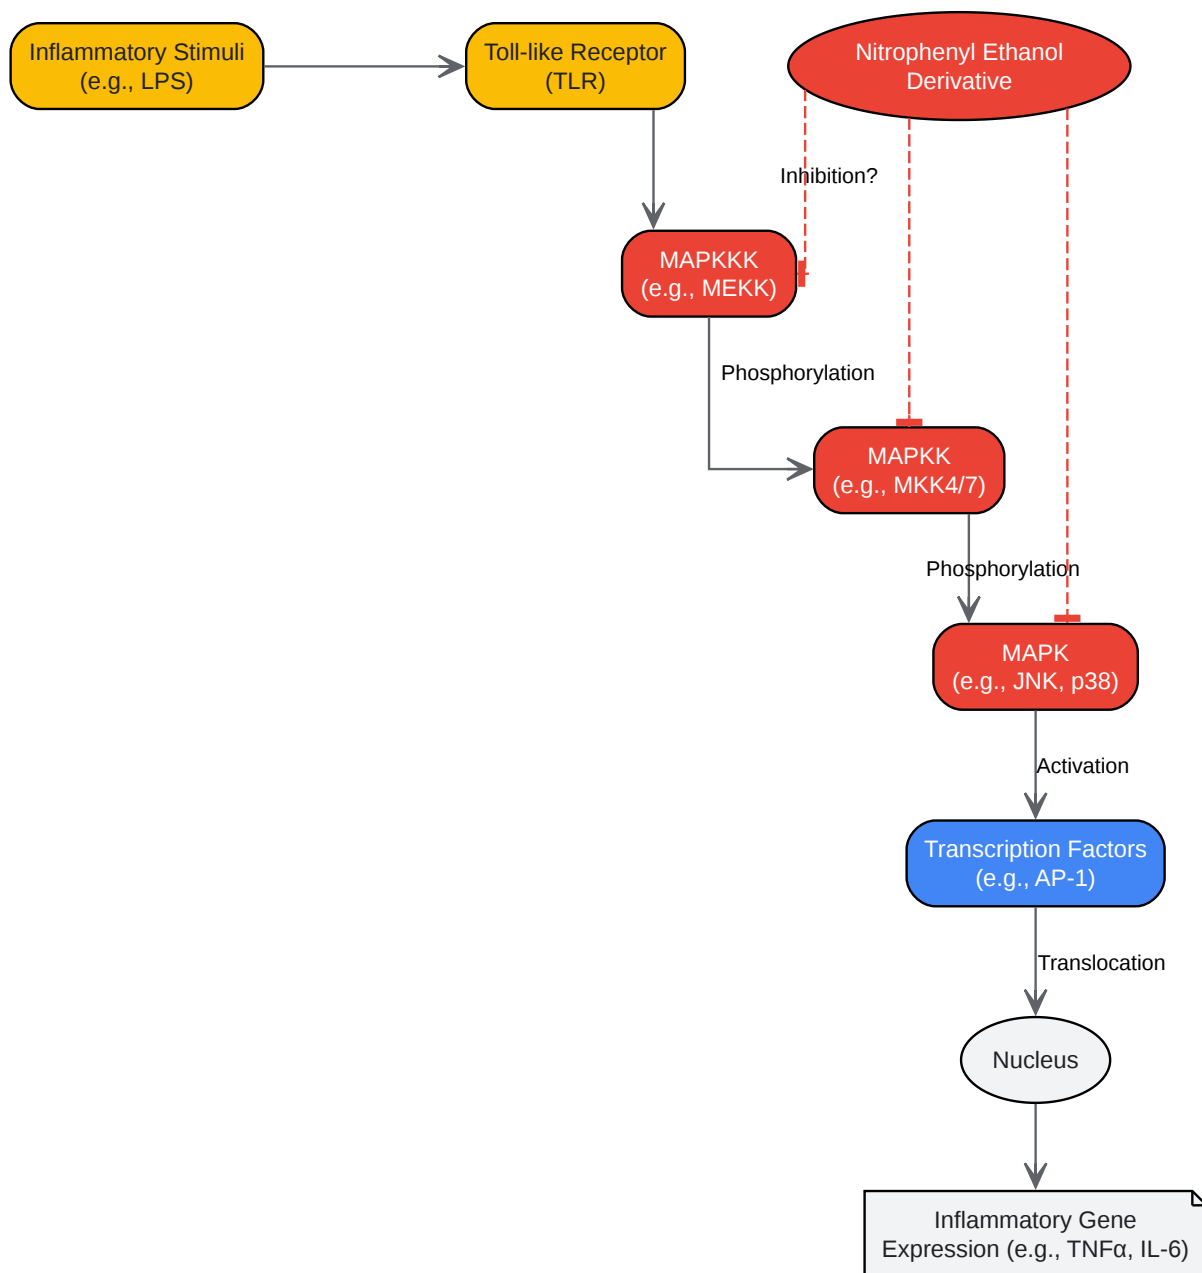 Inflammatory Stimuli
(e.g., LPS)
Toll-like Receptor
(TLR)
Nitrophenyl Ethanol
Derivative
Inhibition?
MAPKKK
(e.g., MEKK)
Phosphorylation
MAPKK
(e.g., MKK4/7)
Phosphorylation
MAPK
(e.g., JNK, p38)
Activation
Transcription Factors
(e.g., AP-1)
Translocation
Nucleus
Inflammatory Gene
Expression (e.g., TNFα, IL-6)